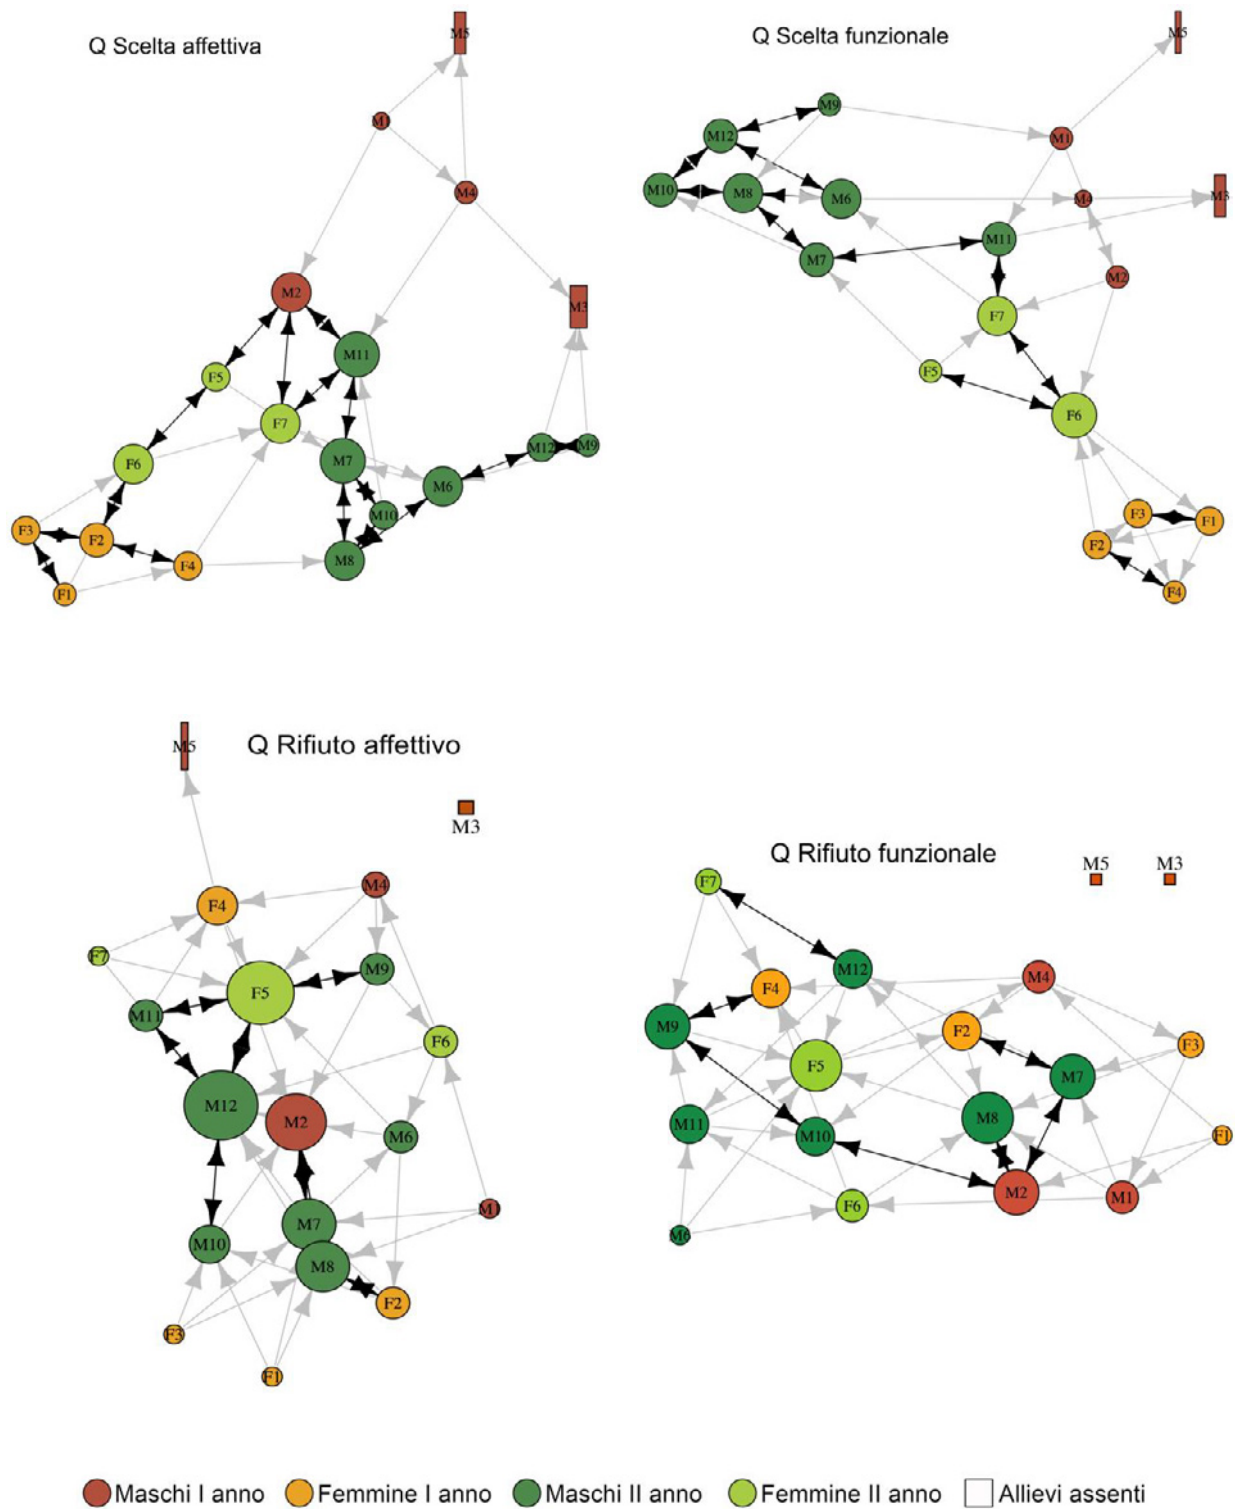 Q Scelta affettiva
M5
M1
M4
M2
M3
M11
F5
F7
F6
M7
M12
M9
M6
F3
F2
M10
F4
M8
F1
Q Scelta funzionale
M5
M9
M12
M1
M10
M8
M6
M4
M3
M11
M7
M2
F7
F5
F6
F3
F1
F2
F4
Q Rifiuto affettivo
M5
M3
M4
F4
F7
M9
F5
M11
F6
M12
M2
M6
M1
M7
M10
M8
F2
F3
F1
Q Rifiuto funzionale
M5
M3
F7
M12
M4
F4
M9
F2
F3
F5
M7
M8
M11
M10
F1
M2
M1
F6
M6
Maschi I anno
Femmine I anno
Maschi II anno
Femmine II anno
Allievi assenti